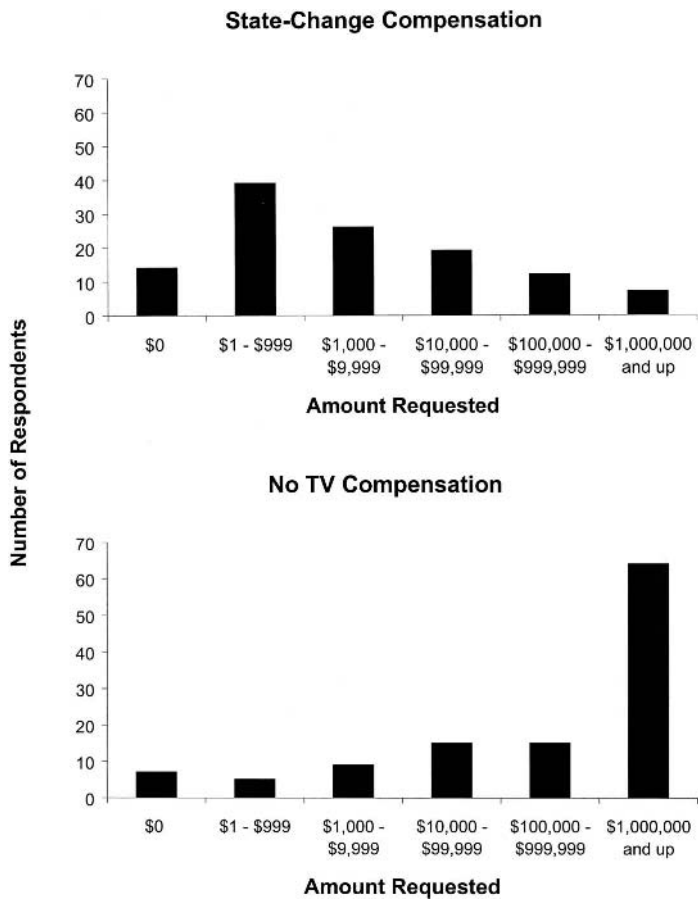 State-Change Compensation
70
60
50
40
30
20
10
0
$0 $1 - $999 $1,000 - $10,000 - $100,000 - $1,000,000
$9,999 $99,999 $999,999 and up
Amount Requested
Number of Respondents
No TV Compensation
70
60
50
40
30
20
10
0
$0 $1 - $999 $1,000 - $10,000 - $100,000 - $1,000,000
$9,999 $99,999 $999,999 and up
Amount Requested